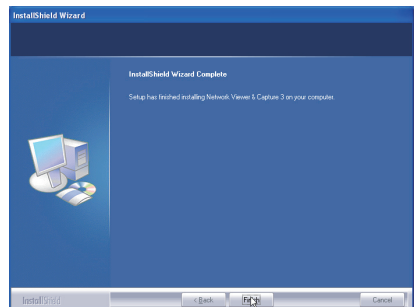 InstallShield Wizard
InstallShield Wizard Complete
Setup has finished installing Network Viewer & Capture 3 on your computer.
InstallShield
< Back Finish Cancel